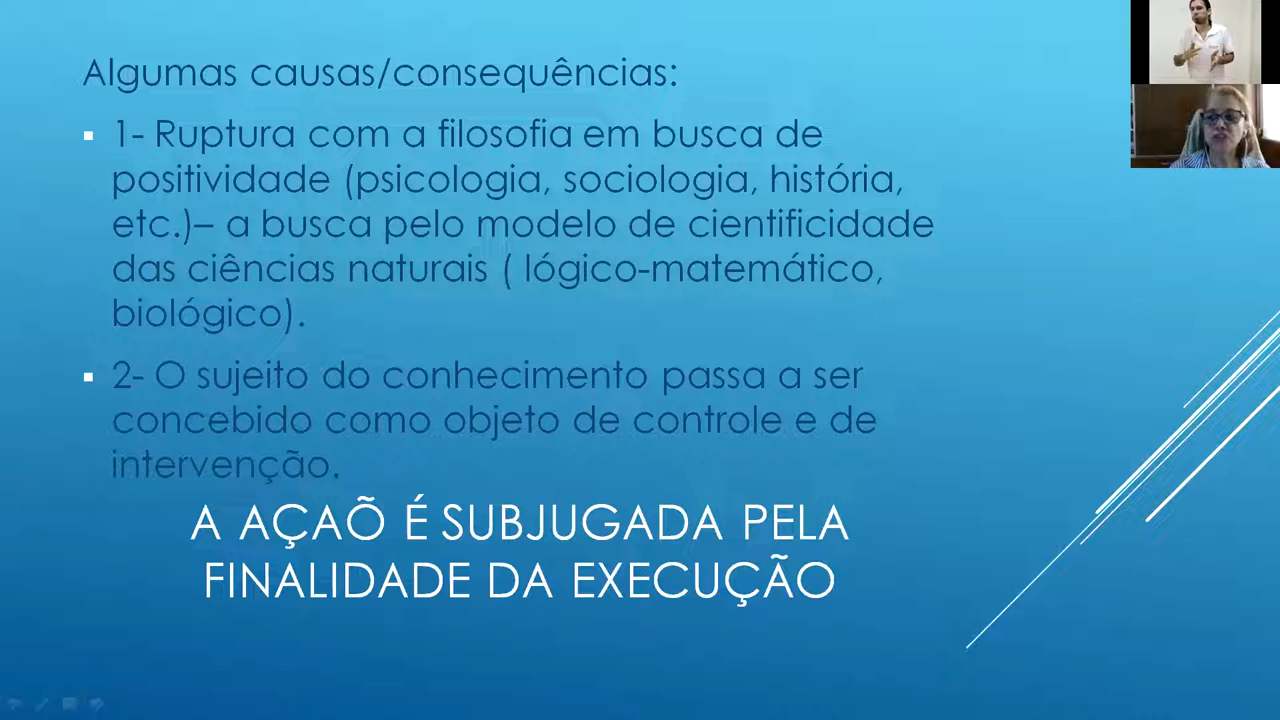 Algumas causas/consequências:
1- Ruptura com a filosofia em busca de
positividade (psicologia, sociologia, história,
etc.)– a busca pelo modelo de cientificidade
das ciências naturais ( lógico-matemático,
biológico).
2- O sujeito do conhecimento passa a ser
concebido como objeto de controle e de
intervenção.
A AÇAÕ É SUBJUGADA PELA
FINALIDADE DA EXECUÇÃO